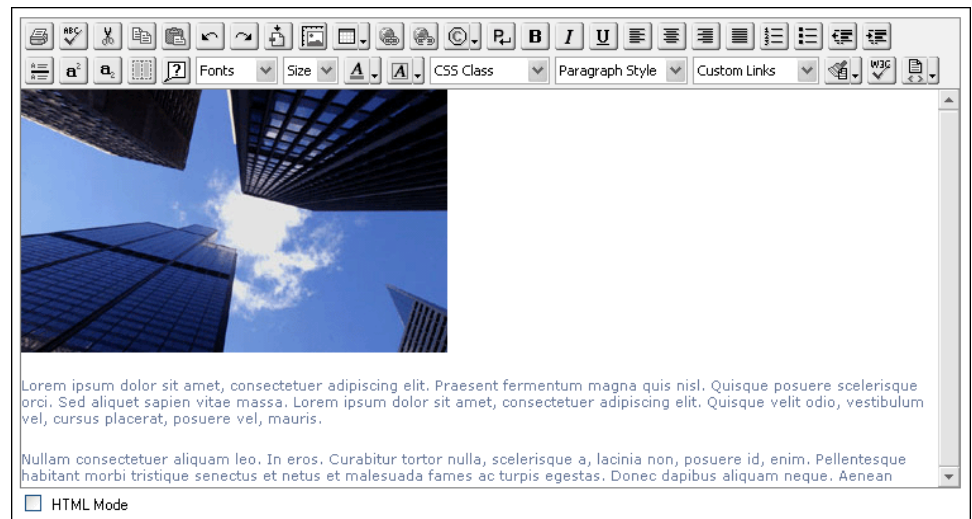 ABC
B I U
a² a₂ ? Fonts Size A A CSS Class Paragraph Style Custom Links W3C
Lorem ipsum dolor sit amet, consectetuer adipiscing elit. Praesent fermentum magna quis nisl. Quisque posuere scelerisque
orci. Sed aliquet sapien vitae massa. Lorem ipsum dolor sit amet, consectetuer adipiscing elit. Quisque velit odio, vestibulum
vel, cursus placerat, posuere vel, mauris.
Nullam consectetuer aliquam leo. In eros. Curabitur tortor nulla, scelerisque a, lacinia non, posuere id, enim. Pellentesque
habitant morbi tristique senectus et netus et malesuada fames ac turpis egestas. Donec dapibus aliquam neque. Aenean
HTML Mode